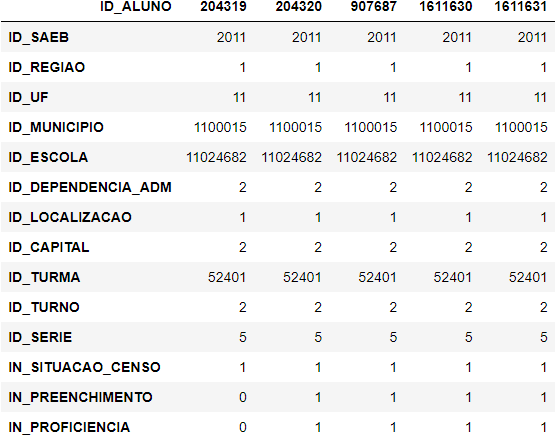 ID_ALUNO 204319 204320 907687 1611630 1611631
ID_SAEB 2011 2011 2011 2011 2011
ID_REGIAO 1 1 1 1 1
ID_UF 11 11 11 11 11
ID_MUNICIPIO 1100015 1100015 1100015 1100015 1100015
ID_ESCOLA 11024682 11024682 11024682 11024682 11024682
ID_DEPENDENCIA_ADM 2 2 2 2 2
ID_LOCALIZACAO 1 1 1 1 1
ID_CAPITAL 2 2 2 2 2
ID_TURMA 52401 52401 52401 52401 52401
ID_TURNO 2 2 2 2 2
ID_SERIE 5 5 5 5 5
IN_SITUACAO_CENSO 1 1 1 1 1
IN_PREENCHIMENTO 0 1 1 1 1
IN_PROFICIENCIA 0 1 1 1 1